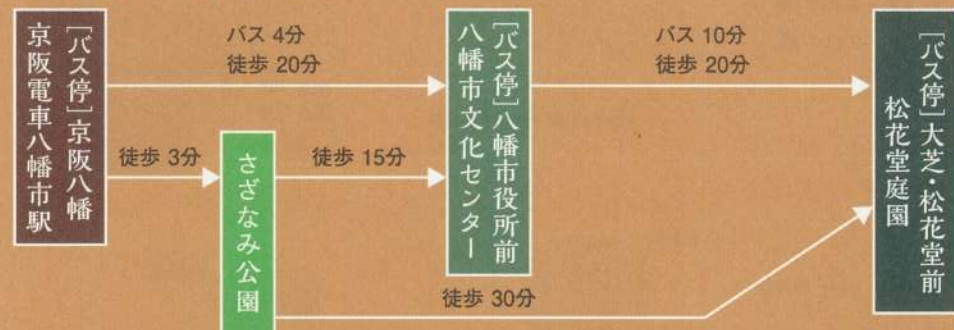 [バス停]京阪八幡
京阪電車八幡市駅
バス 4分
徒歩 20分
徒歩 3分
さざなみ公園
徒歩 15分
[バス停]八幡市役所前
八幡市文化センター
バス 10分
徒歩 20分
徒歩 30分
[バス停]大芝・松花堂前
松花堂庭園